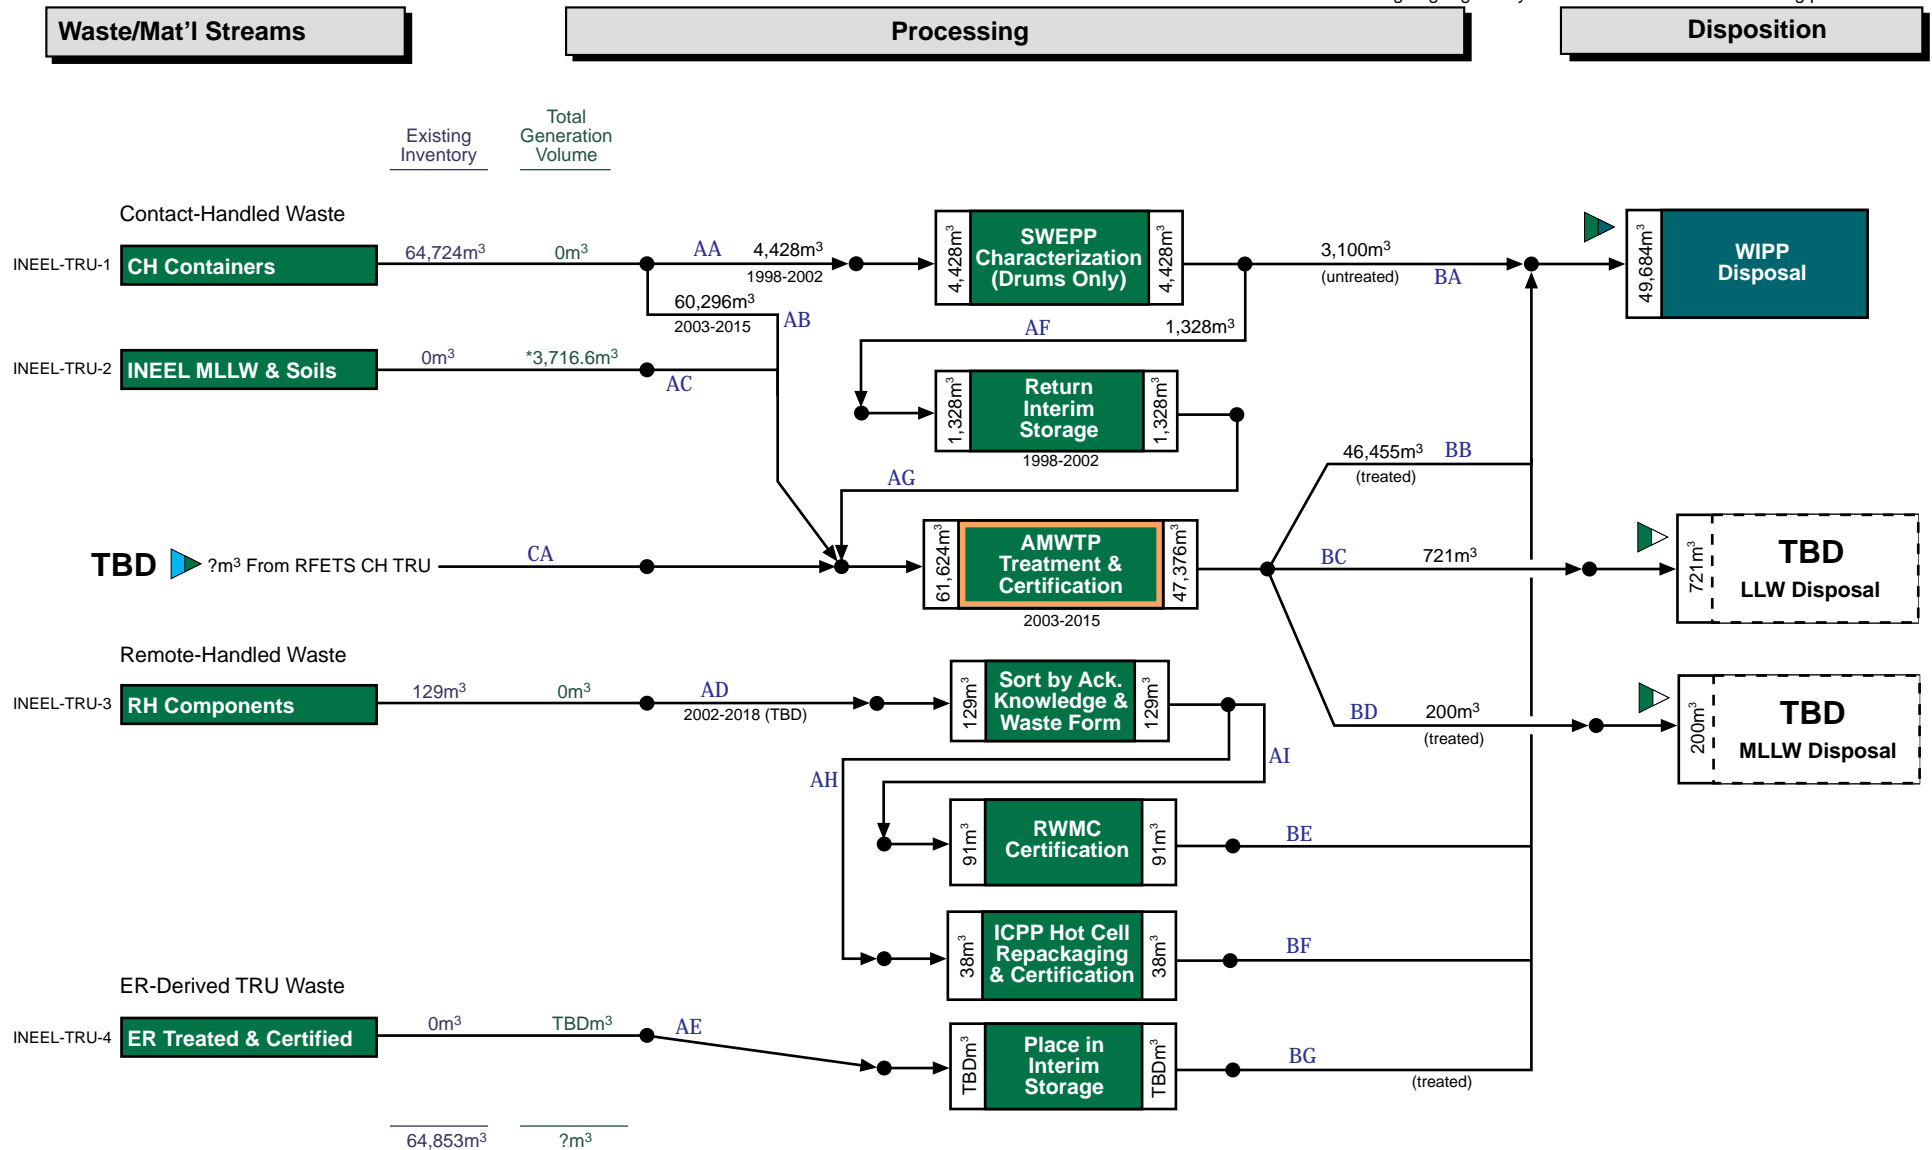 Waste/Mat'l Streams
Processing
Disposition
Existing
Inventory
Total
Generation
Volume
Contact-Handled Waste
INEEL-TRU-1
CH Containers
64,724m³
0m³
AA
4,428m³
1998-2002
60,296m³
2003-2015
AB
4,428m³
SWEPP
Characterization
(Drums Only)
4,428m³
3,100m³
(untreated)
BA
49,684m³
WIPP
Disposal
AF
1,328m³
INEEL-TRU-2
INEEL MLLW & Soils
0m³
*3,716.6m³
AC
1,328m³
Return
Interim
Storage
1,328m³
1998-2002
AG
46,455m³
BB
(treated)
TBD
?m³ From RFETS CH TRU
CA
61,624m³
AMWTP
Treatment &
Certification
47,376m³
2003-2015
BC
721m³
721m³
TBD
LLW Disposal
Remote-Handled Waste
INEEL-TRU-3
RH Components
129m³
0m³
AD
2002-2018 (TBD)
129m³
Sort by Ack.
Knowledge &
Waste Form
129m³
BD
200m³
(treated)
200m³
TBD
MLLW Disposal
AH
AI
91m³
RWMC
Certification
91m³
BE
38m³
ICPP Hot Cell
Repackaging
& Certification
38m³
BF
ER-Derived TRU Waste
INEEL-TRU-4
ER Treated & Certified
0m³
TBDm³
AE
TBDm³
Place in
Interim
Storage
TBDm³
BG
(treated)
64,853m³
?m³